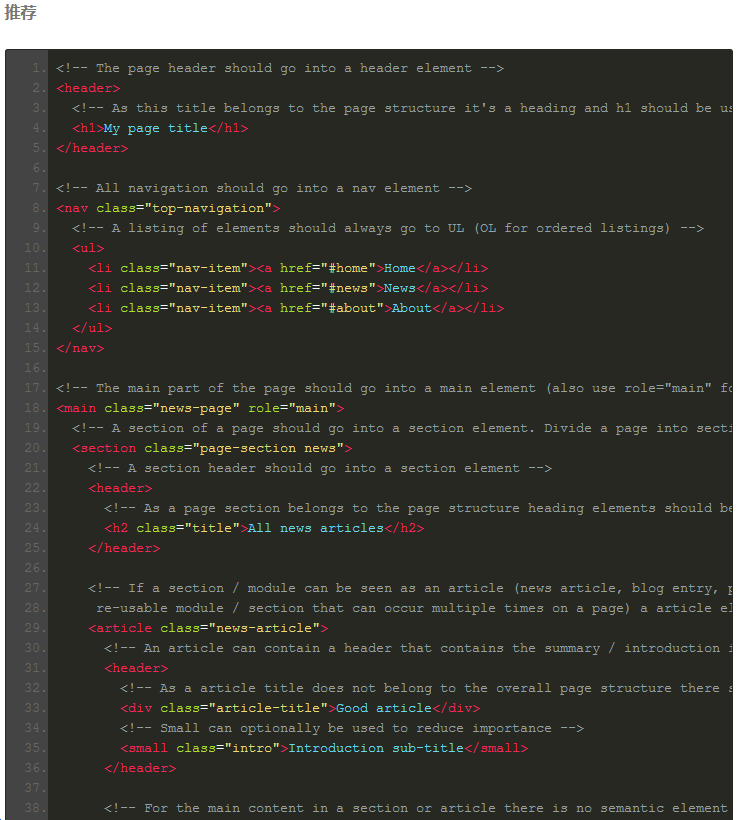 推荐
1. <!-- The page header should go into a header element -->
2. <header>
3. <!-- As this title belongs to the page structure it's a heading and h1 should be us
4. <h1>My page title</h1>
5. </header>
6.
7. <!-- All navigation should go into a nav element -->
8. <nav class="top-navigation">
9. <!-- A listing of elements should always go to UL (OL for ordered listings) -->
10. <ul>
11. <li class="nav-item"><a href="#home">Home</a></li>
12. <li class="nav-item"><a href="#news">News</a></li>
13. <li class="nav-item"><a href="#about">About</a></li>
14. </ul>
15. </nav>
16.
17. <!-- The main part of the page should go into a main element (also use role="main" fo
18. <main class="news-page" role="main">
19. <!-- A section of a page should go into a section element. Divide a page into secti
20. <section class="page-section news">
21. <!-- A section header should go into a section element -->
22. <header>
23. <!-- As a page section belongs to the page structure heading elements should be
24. <h2 class="title">All news articles</h2>
25. </header>
26.
27. <!-- If a section / module can be seen as an article (news article, blog entry, p
28. re-usable module / section that can occur multiple times on a page) a article el
29. <article class="news-article">
30. <!-- An article can contain a header that contains the summary / introduction i
31. <header>
32. <!-- As a article title does not belong to the overall page structure there s
33. <div class="article-title">Good article</div>
34. <!-- Small can optionally be used to reduce importance -->
35. <small class="intro">Introduction sub-title</small>
36. </header>
37.
38. <!-- For the main content in a section or article there is no semantic element